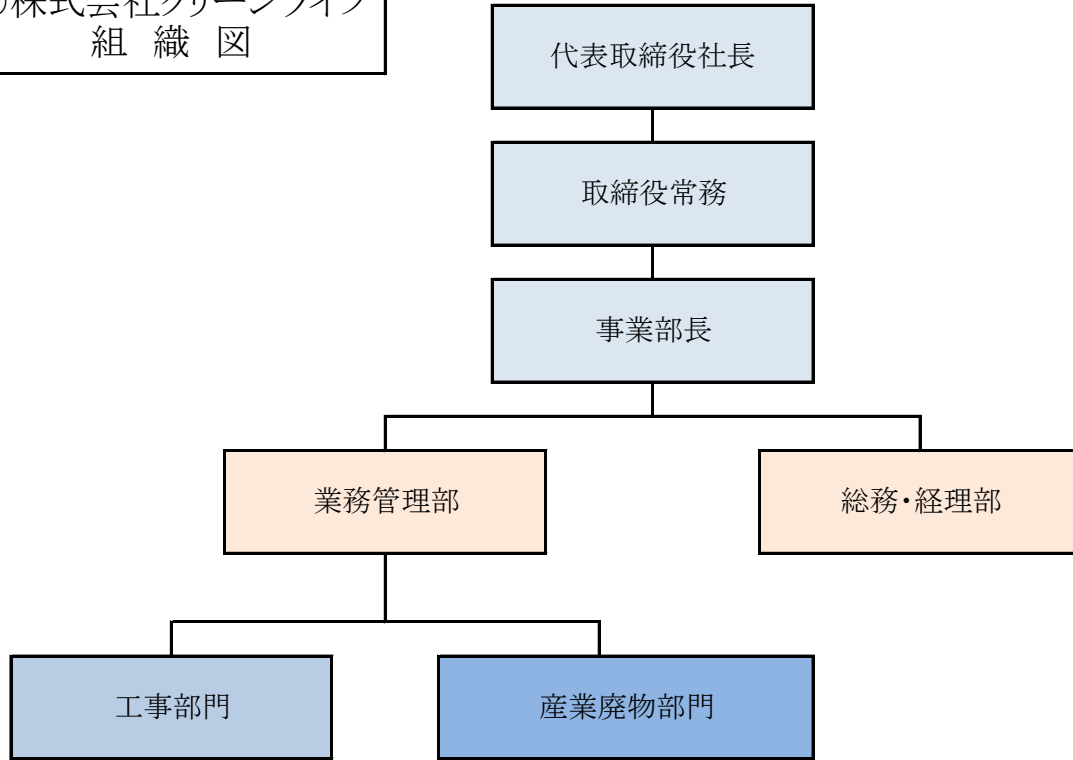 株式会社クリーンライフ
組織図
代表取締役社長
取締役常務
事業部長
業務管理部
総務・経理部
工事部門
産業廃物部門